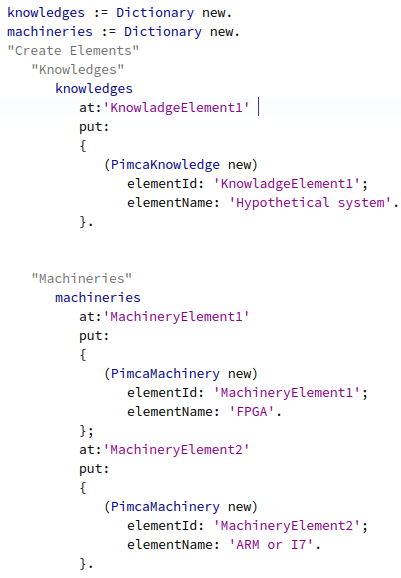 knowledges := Dictionary new.
machineries := Dictionary new.
"Create Elements"
"Knowledges"
knowledges
at:'KnowladgeElement1'
put:
{
(PimcaKnowledge new)
elementId: 'KnowladgeElement1';
elementName: 'Hypothetical system'.
}.
"Machineries"
machineries
at:'MachineryElement1'
put:
{
(PimcaMachinery new)
elementId: 'MachineryElement1';
elementName: 'FPGA'.
};
at:'MachineryElement2'
put:
{
(PimcaMachinery new)
elementId: 'MachineryElement2';
elementName: 'ARM or I7'.
}.